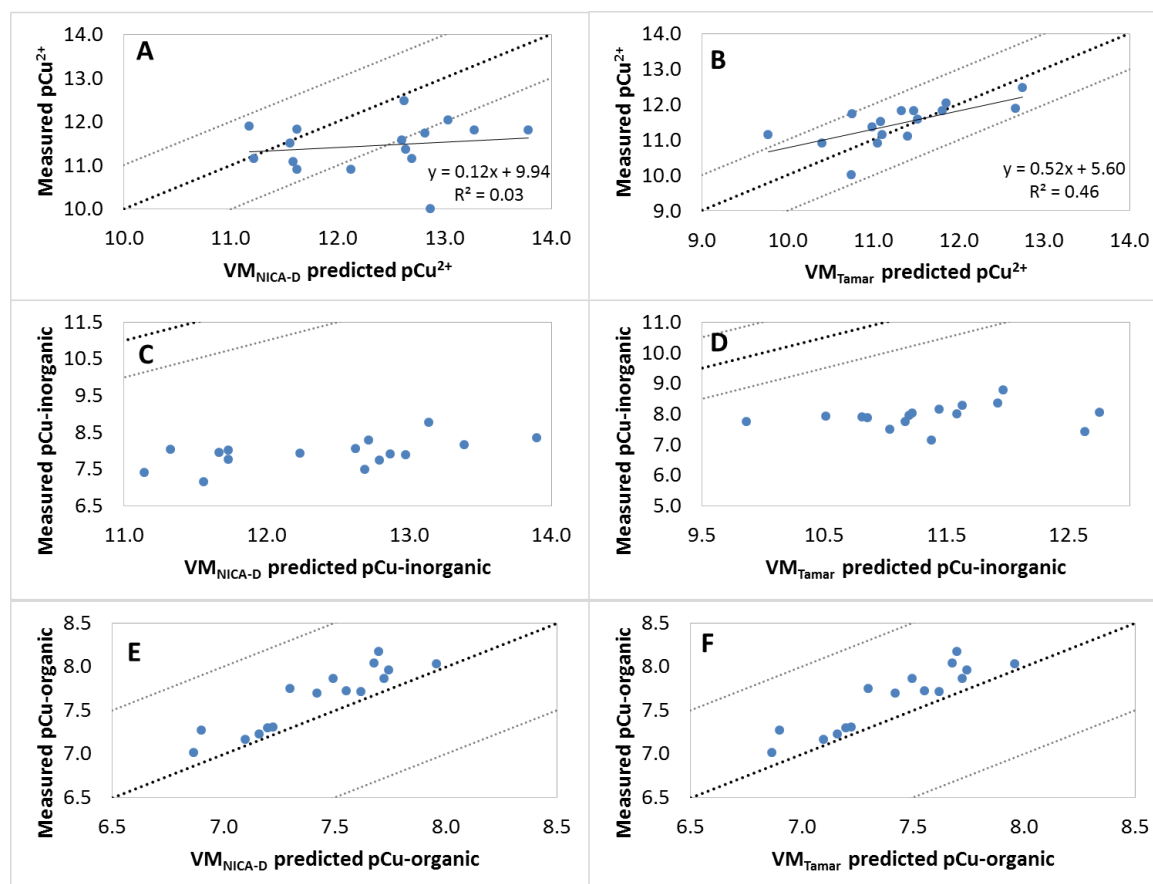 A
Measured pCu²⁺
14.0
13.0
12.0
11.0
10.0
y = 0.12x + 9.94
R² = 0.03
10.0 11.0 12.0 13.0 14.0
VM_NICA-D predicted pCu²⁺
B
Measured pCu²⁺
14.0
13.0
12.0
11.0
10.0
9.0
y = 0.52x + 5.60
R² = 0.46
9.0 10.0 11.0 12.0 13.0 14.0
VM_Tamar predicted pCu²⁺
C
Measured pCu-inorganic
11.5
10.5
9.5
8.5
7.5
6.5
11.0 12.0 13.0 14.0
VM_NICA-D predicted pCu-inorganic
D
Measured pCu-inorganic
11.0
10.0
9.0
8.0
7.0
6.0
5.0
9.5 10.5 11.5 12.5
VM_Tamar predicted pCu-inorganic
E
Measured pCu-organic
8.5
8.0
7.5
7.0
6.5
6.5 7.0 7.5 8.0 8.5
VM_NICA-D predicted pCu-organic
F
Measured pCu-organic
8.5
8.0
7.5
7.0
6.5
6.5 7.0 7.5 8.0 8.5
VM_Tamar predicted pCu-organic